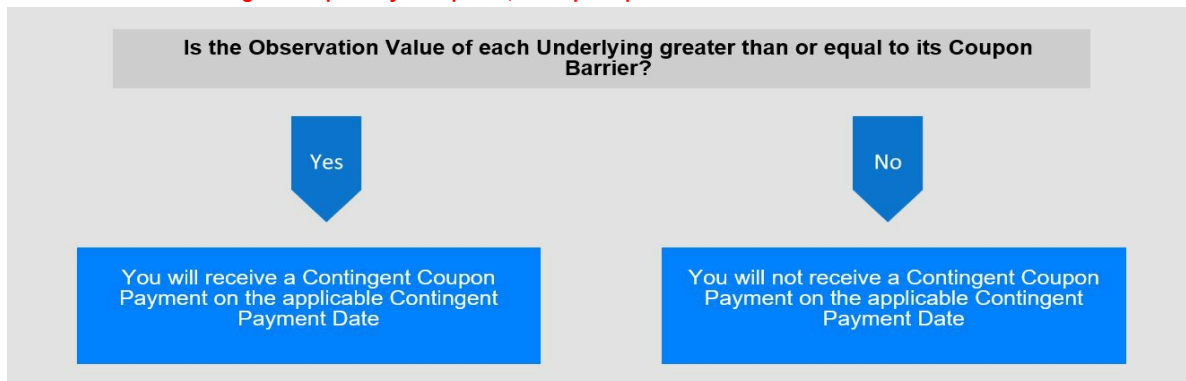 Is the Observation Value of each Underlying greater than or equal to its Coupon
Barrier?
Yes
No
You will receive a Contingent Coupon
Payment on the applicable Contingent
Payment Date
You will not receive a Contingent Coupon
Payment on the applicable Contingent
Payment Date